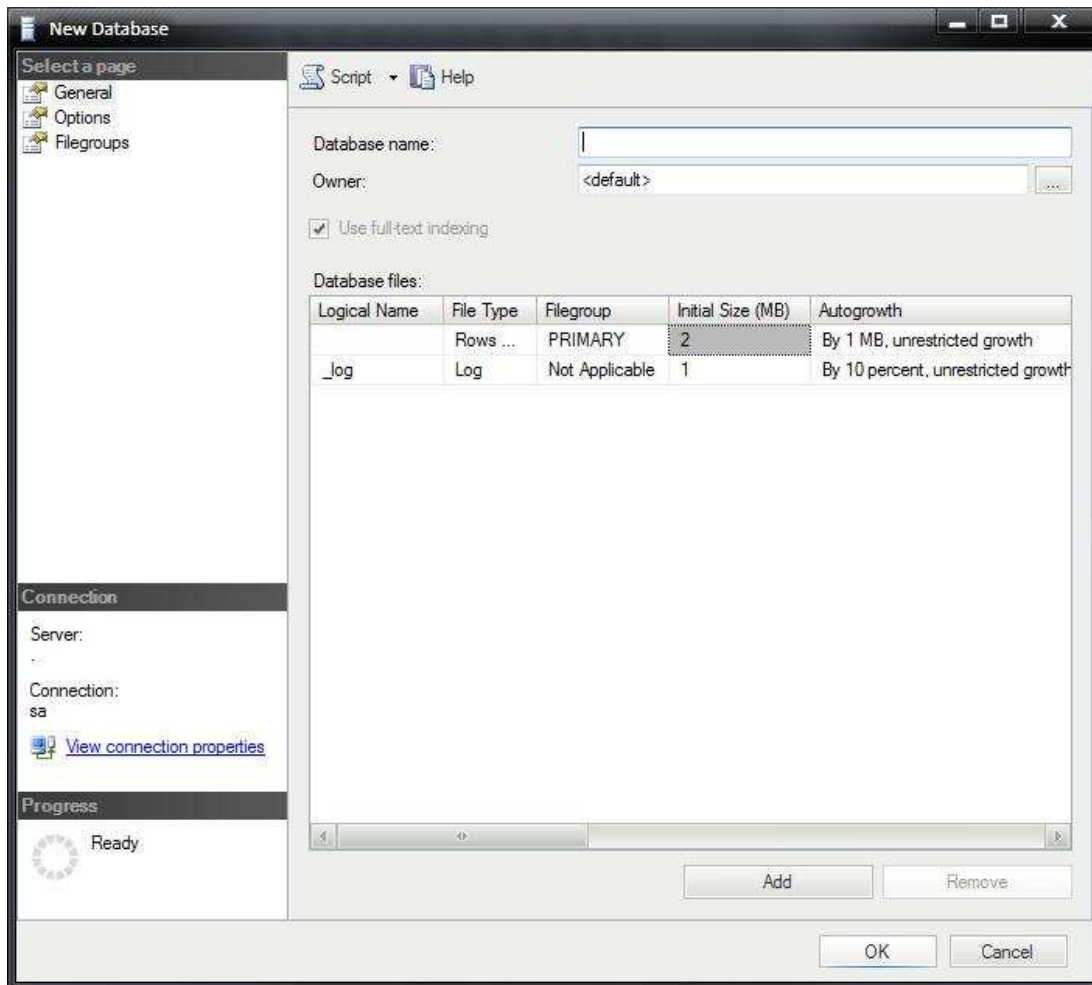 New Database
Select a page
General
Options
Filegroups
Script Help
Database name:
Owner: <default> ...
Use full-text indexing
Database files:
Logical Name File Type Filegroup Initial Size (MB) Autogrowth
Rows ... PRIMARY 2 By 1 MB, unrestricted growth
_log Log Not Applicable 1 By 10 percent, unrestricted growth
Connection
Server:
.
Connection:
sa
View connection properties
Progress
Ready
Add Remove
OK Cancel